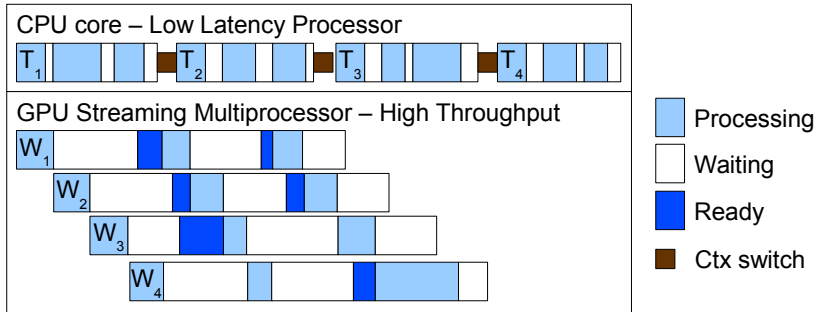 CPU core – Low Latency Processor
T1 T2 T3 T4
GPU Streaming Multiprocessor – High Throughput
W1
W2
W3
W4
Processing
Waiting
Ready
Ctx switch